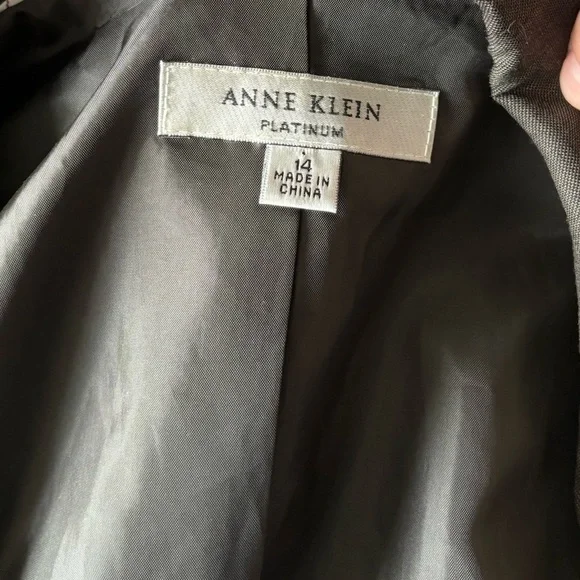 ANNE KLEIN
PLATINUM
14
MADE IN
CHINA